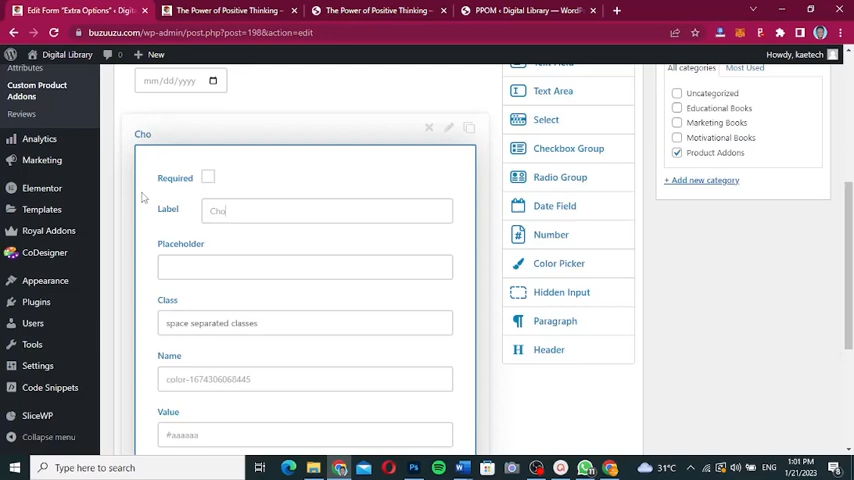 Edit Form "Extra Options" ‹ Digit
The Power of Positive Thinking –
The Power of Positive Thinking –
PPOM ‹ Digital Library — WordPr
buzuuzu.com/wp-admin/post.php?post=198&action=edit
Digital Library
0
New
Howdy, kaetech
Attributes
Custom Product
Addons
Reviews
Analytics
Marketing
Elementor
Templates
Royal Addons
CoDesigner
Appearance
Plugins
Users
Tools
Settings
Code Snippets
SliceWP
Collapse menu
mm/dd/yyyy
Cho
Required
Label
Cho
Placeholder
Class
space separated classes
Name
color-1674306068445
Value
#aaaaaa
Text Field
Text Area
Select
Checkbox Group
Radio Group
Date Field
Number
Color Picker
Hidden Input
Paragraph
Header
All categories
Most Used
Uncategorized
Educational Books
Marketing Books
Motivational Books
Product Addons
+ Add new category
Type here to search
31°C
ENG
1:01 PM
1/21/2023